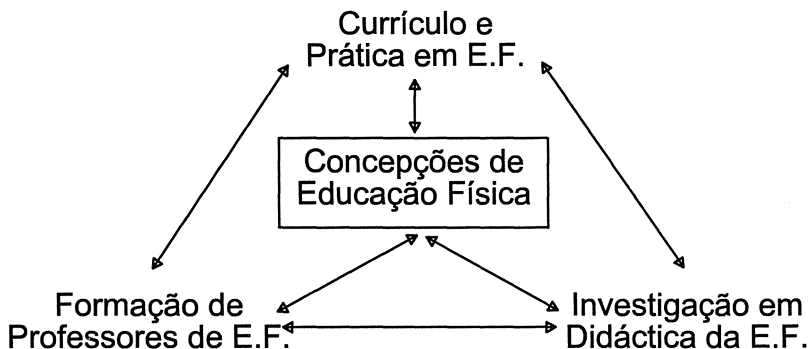 Currículo e
Prática em E.F.
Concepções de
Educação Física
Formação de
Professores de E.F.
Investigação em
Didáctica da E.F.